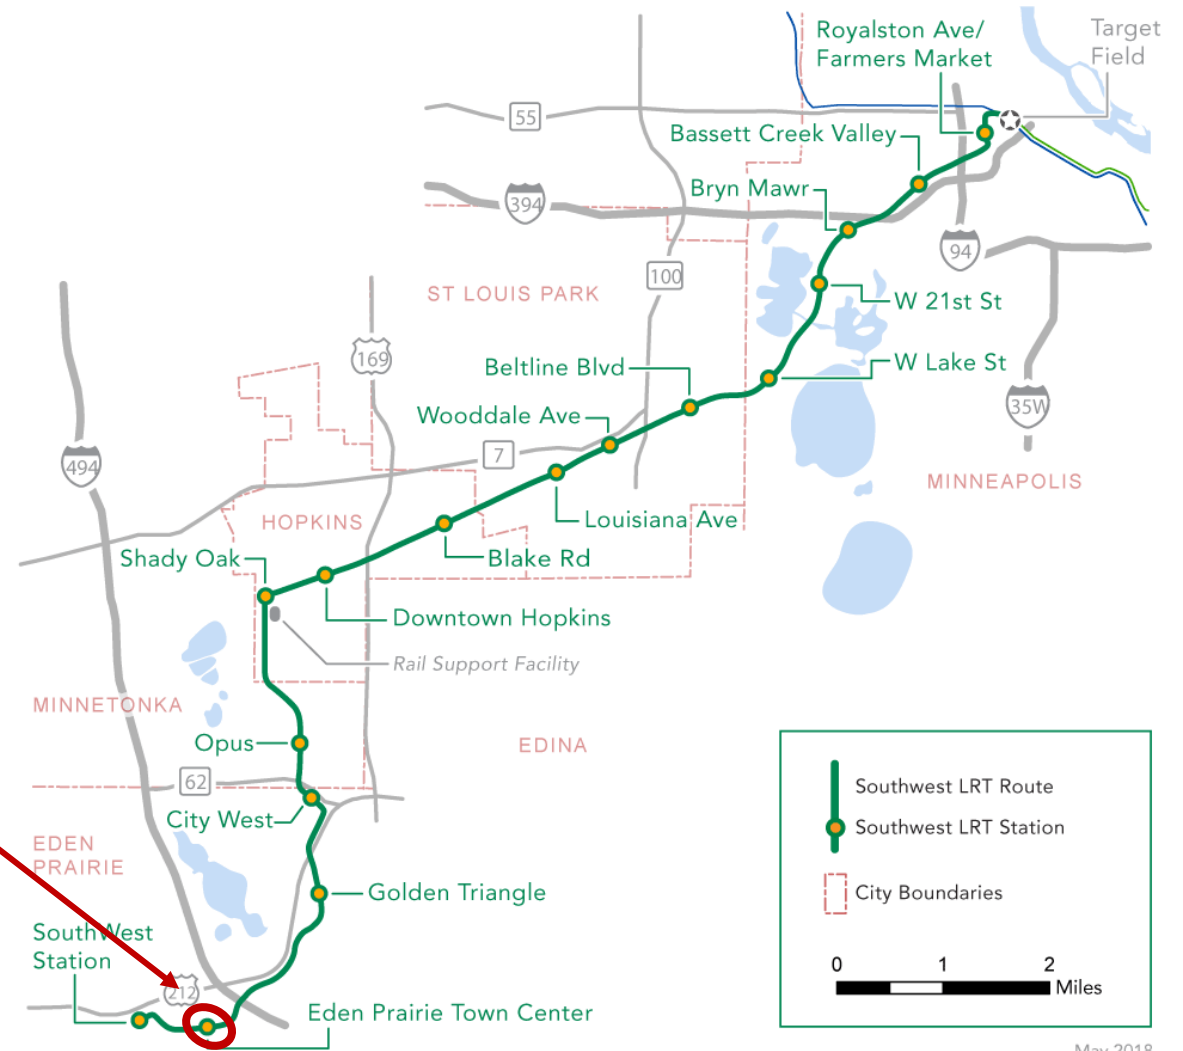 Royalston Ave/
Farmers Market
Target
Field
55
Bassett Creek Valley
Bryn Mawr
394
94
100
ST LOUIS PARK
W 21st St
169
Beltline Blvd
W Lake St
Wooddale Ave
35W
7
494
MINNEAPOLIS
HOPKINS
Louisiana Ave
Shady Oak
Blake Rd
Downtown Hopkins
Rail Support Facility
MINNETONKA
Opus
EDINA
62
City West
EDEN
PRAIRIE
Golden Triangle
SouthWest
Station
212
Eden Prairie Town Center
Southwest LRT Route
Southwest LRT Station
City Boundaries
0 1 2
Miles
May 2018